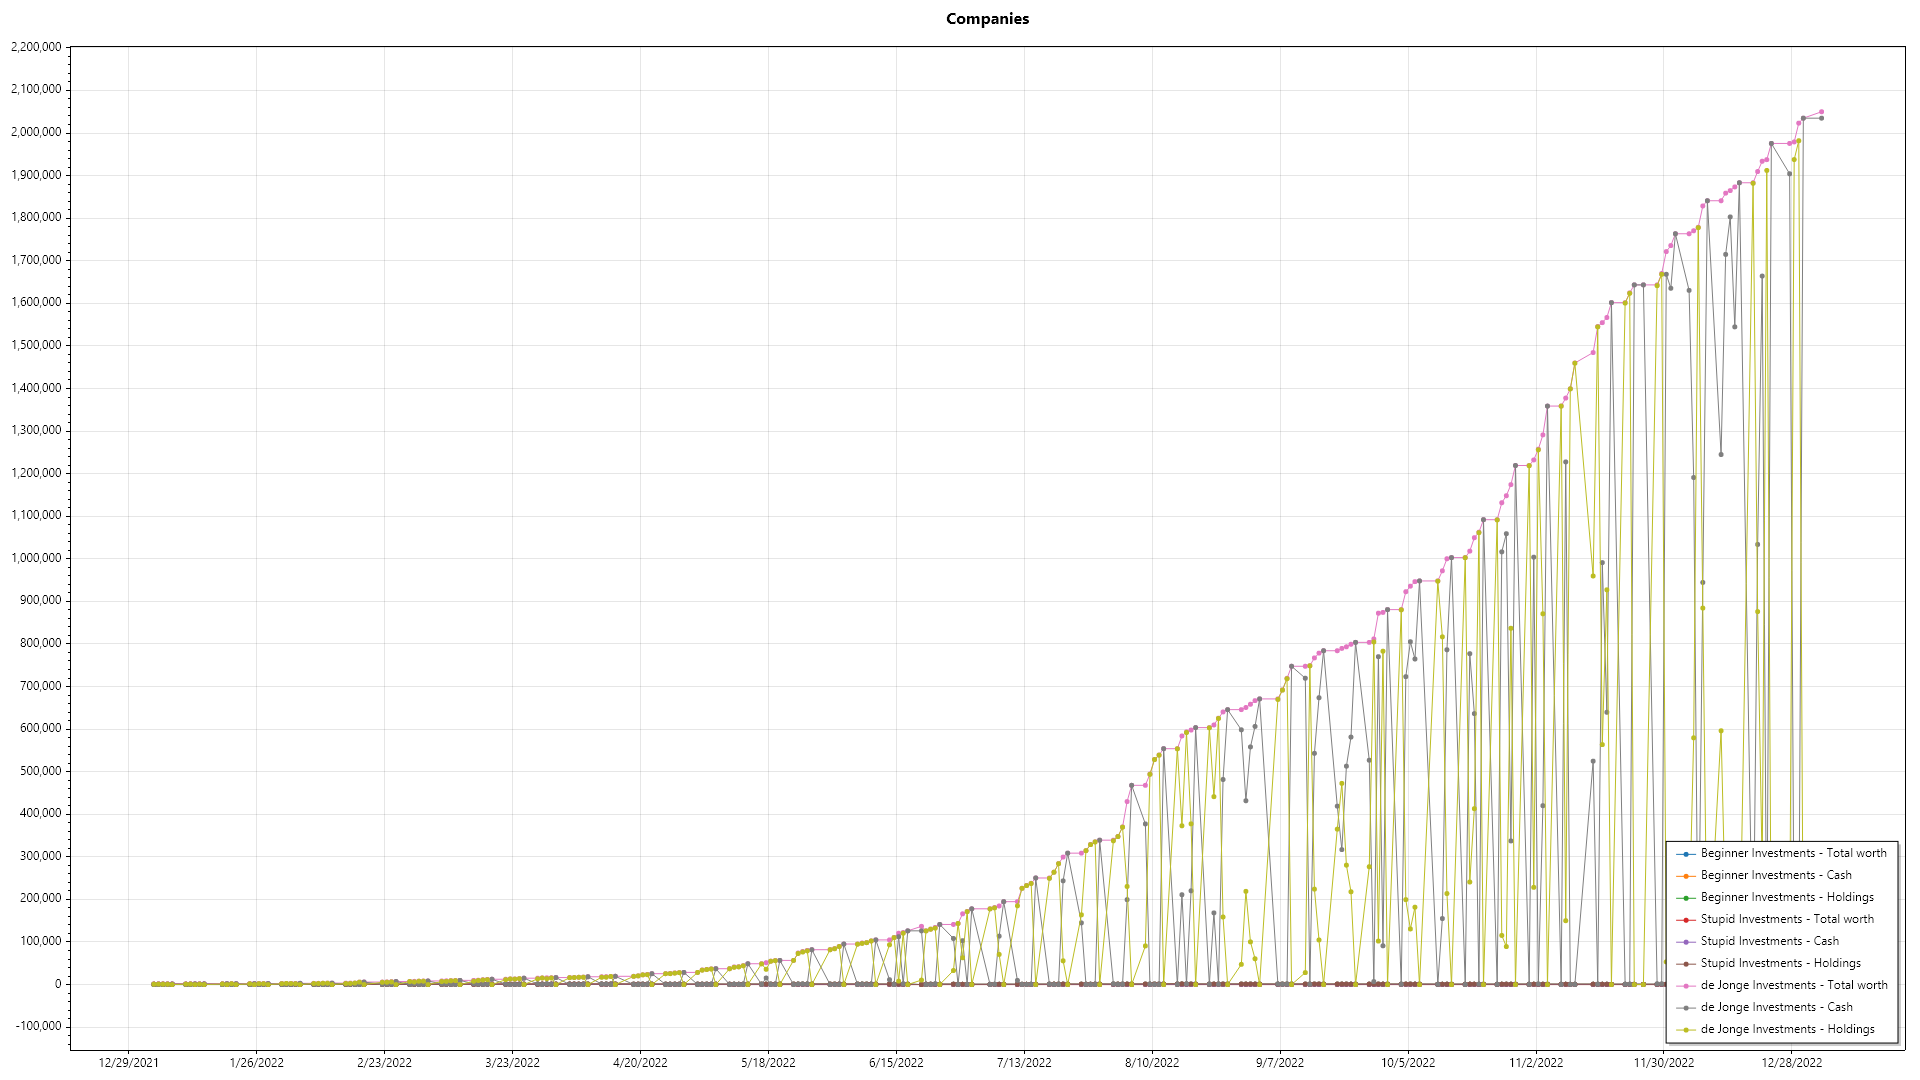 Companies
2,200,000
2,100,000
2,000,000
1,900,000
1,800,000
1,700,000
1,600,000
1,500,000
1,400,000
1,300,000
1,200,000
1,100,000
1,000,000
900,000
800,000
700,000
600,000
500,000
400,000
300,000
200,000
100,000
0
-100,000
Beginner Investments - Total worth
Beginner Investments - Cash
Beginner Investments - Holdings
Stupid Investments - Total worth
Stupid Investments - Cash
Stupid Investments - Holdings
de Jonge Investments - Total worth
de Jonge Investments - Cash
de Jonge Investments - Holdings
12/29/2021 1/26/2022 2/23/2022 3/23/2022 4/20/2022 5/18/2022 6/15/2022 7/13/2022 8/10/2022 9/7/2022 10/5/2022 11/2/2022 11/30/2022 12/28/2022